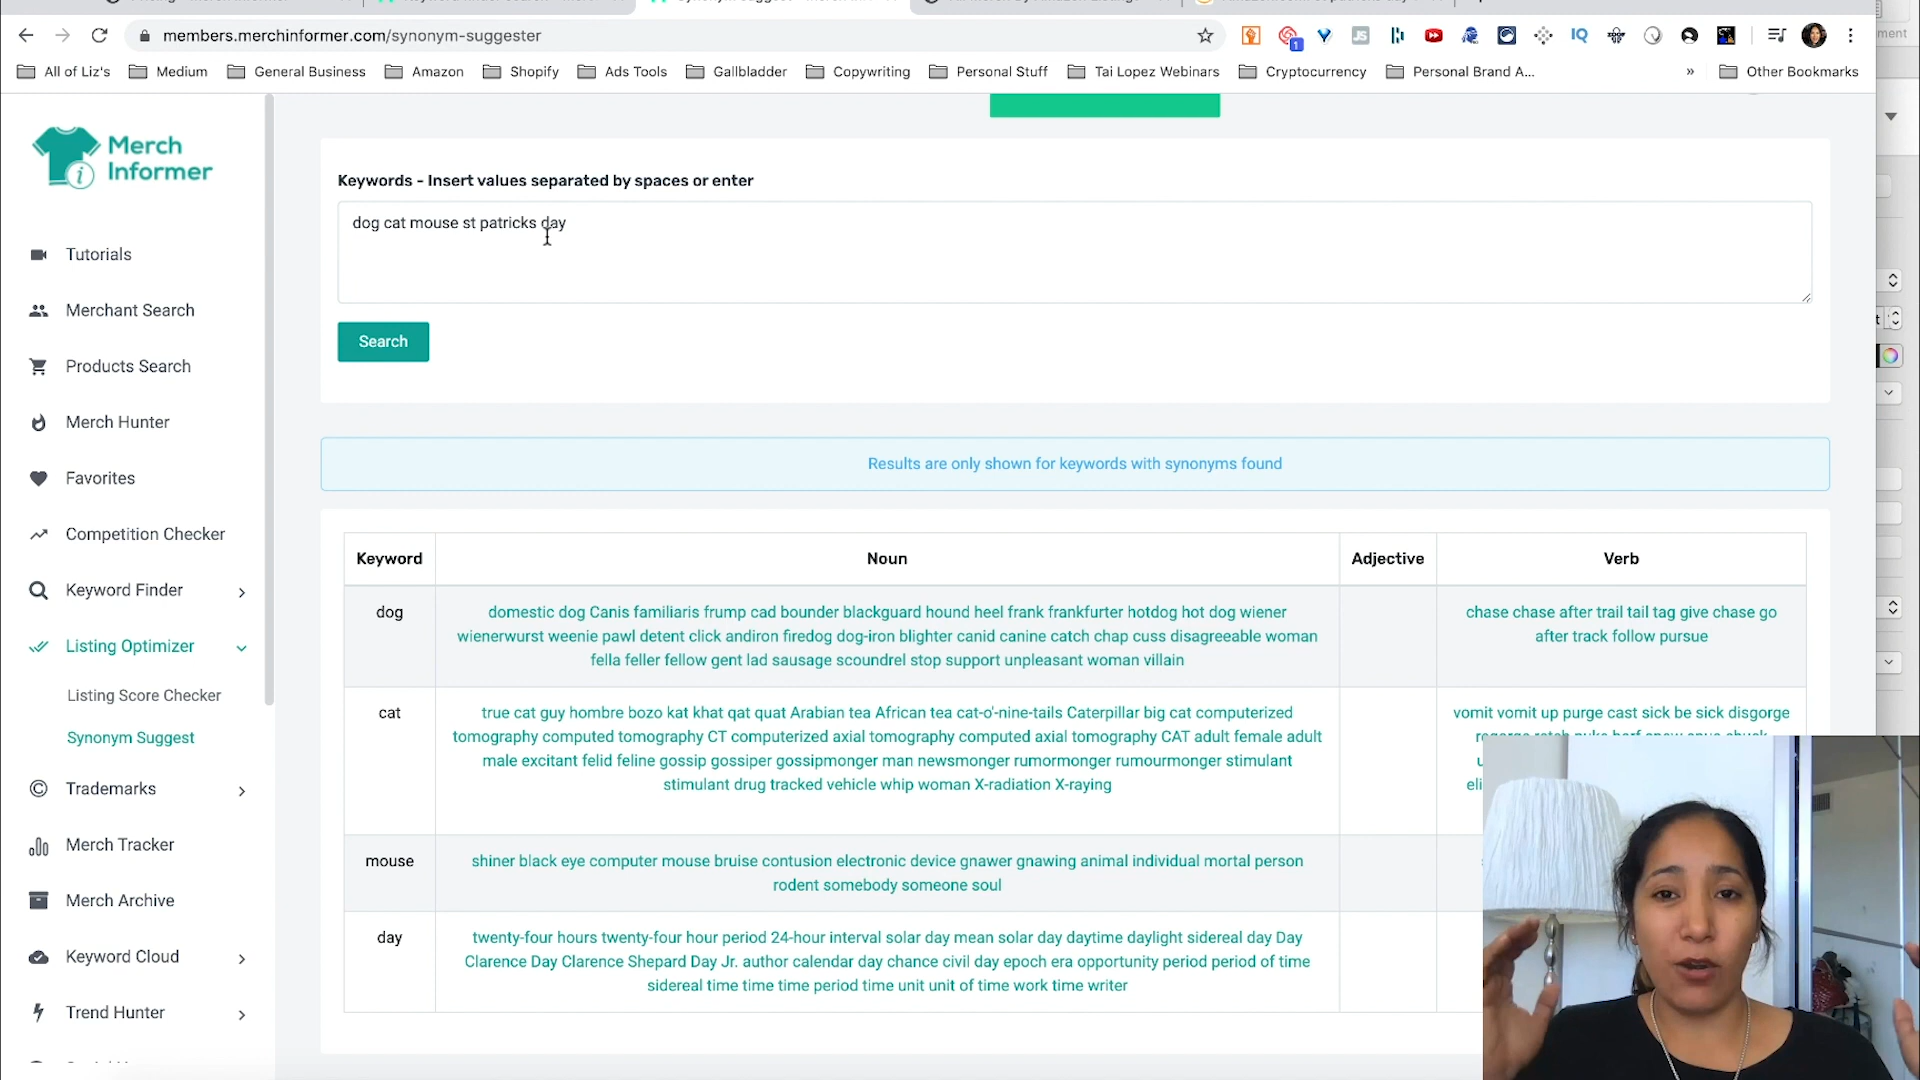 members.merchinformer.com/synonym-suggester
1
JS
IQ
All of Liz's
Medium
General Business
Amazon
Shopify
Ads Tools
Gallbladder
Copywriting
Personal Stuff
Tai Lopez Webinars
Cryptocurrency
Personal Brand A...
»
Other Bookmarks
Merch
Informer
Tutorials
Merchant Search
Products Search
Merch Hunter
Favorites
Competition Checker
Keyword Finder
Listing Optimizer
Listing Score Checker
Synonym Suggest
Trademarks
Merch Tracker
Merch Archive
Keyword Cloud
Trend Hunter
Keywords - Insert values separated by spaces or enter
dog cat mouse st patricks day
Search
Results are only shown for keywords with synonyms found
Keyword
Noun
Adjective
Verb
dog
domestic dog Canis familiaris frump cad bounder blackguard hound heel frank frankfurter hotdog hot dog wiener
wienerwurst weenie pawl detent click andiron firedog dog-iron blighter canid canine catch chap cuss disagreeable woman
fella feller fellow gent lad sausage scoundrel stop support unpleasant woman villain
chase chase after trail tail tag give chase go
after track follow pursue
cat
true cat guy hombre bozo kat khat qat quat Arabian tea African tea cat-o'-nine-tails Caterpillar big cat computerized
tomography computed tomography CT computerized axial tomography computed axial tomography CAT adult female adult
male excitant felid feline gossip gossiper gossipmonger man newsmonger rumormonger rumourmonger stimulant
stimulant drug tracked vehicle whip woman X-radiation X-raying
vomit vomit up purge cast sick be sick disgorge
mouse
shiner black eye computer mouse bruise contusion electronic device gnawer gnawing animal individual mortal person
rodent somebody someone soul
day
twenty-four hours twenty-four hour period 24-hour interval solar day mean solar day daytime daylight sidereal day Day
Clarence Day Clarence Shepard Day Jr. author calendar day chance civil day epoch era opportunity period period of time
sidereal time time time period time unit unit of time work time writer